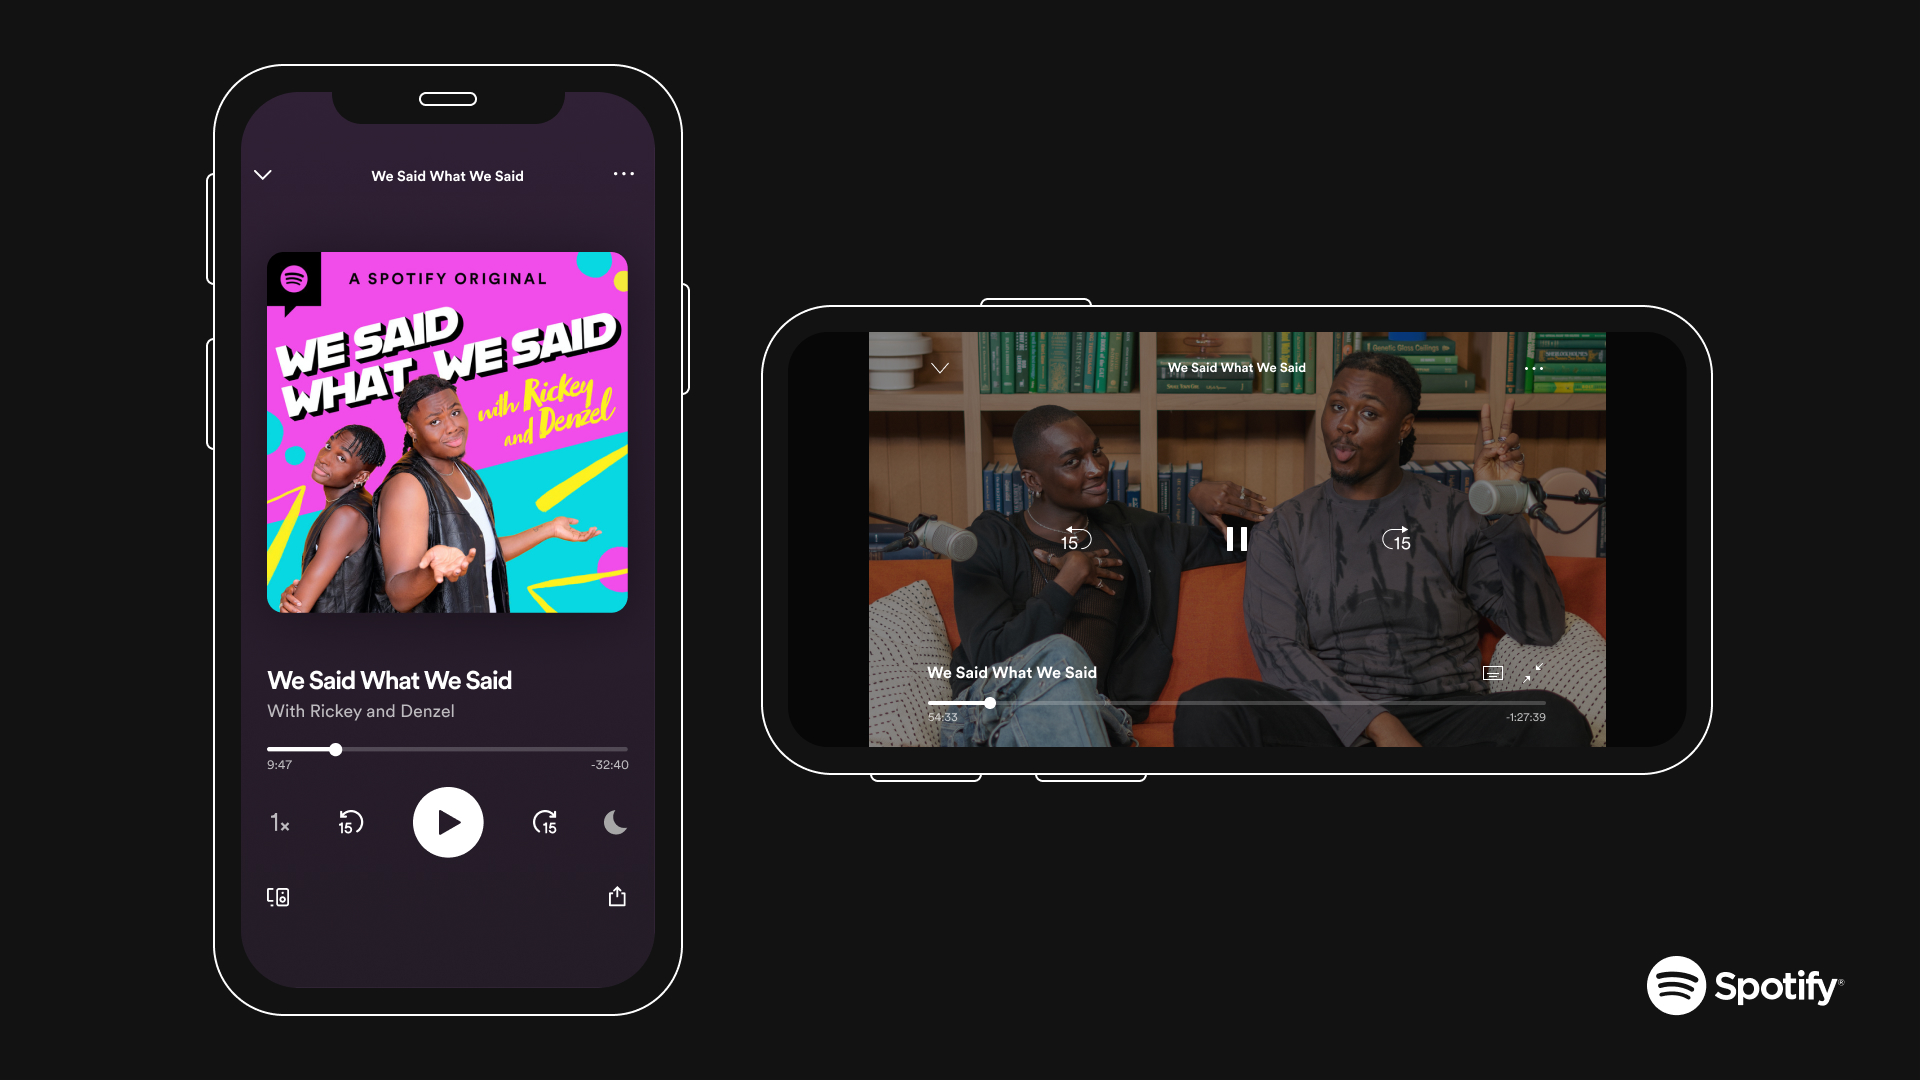 We Said What We Said
A SPOTIFY ORIGINAL
WE SAID
WHAT WE SAID
with Rickey
and Denzel
We Said What We Said
With Rickey and Denzel
9:47
-32:40
1x
15
15
We Said What We Said
15
15
We Said What We Said
54:33
-1:27:39
Spotify®